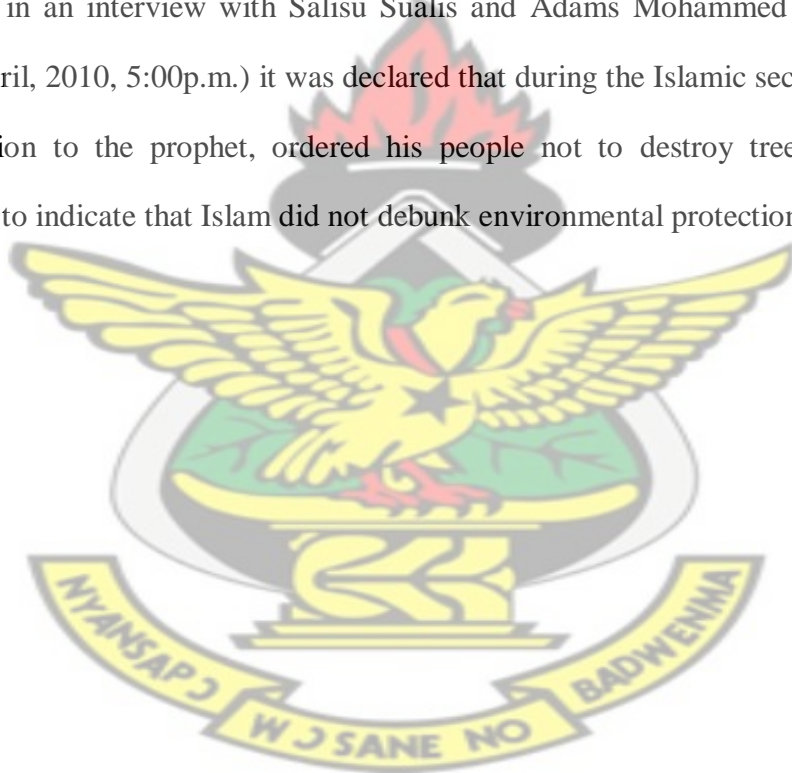 in an interview with Salisu Sualis and Adams Mohammed
ril, 2010, 5:00p.m.) it was declared that during the Islamic sec
ion to the prophet, ordered his people not to destroy tree
to indicate that Islam did not debunk environmental protection
NYANSAPƆ WƆSANE NO BADWENMA